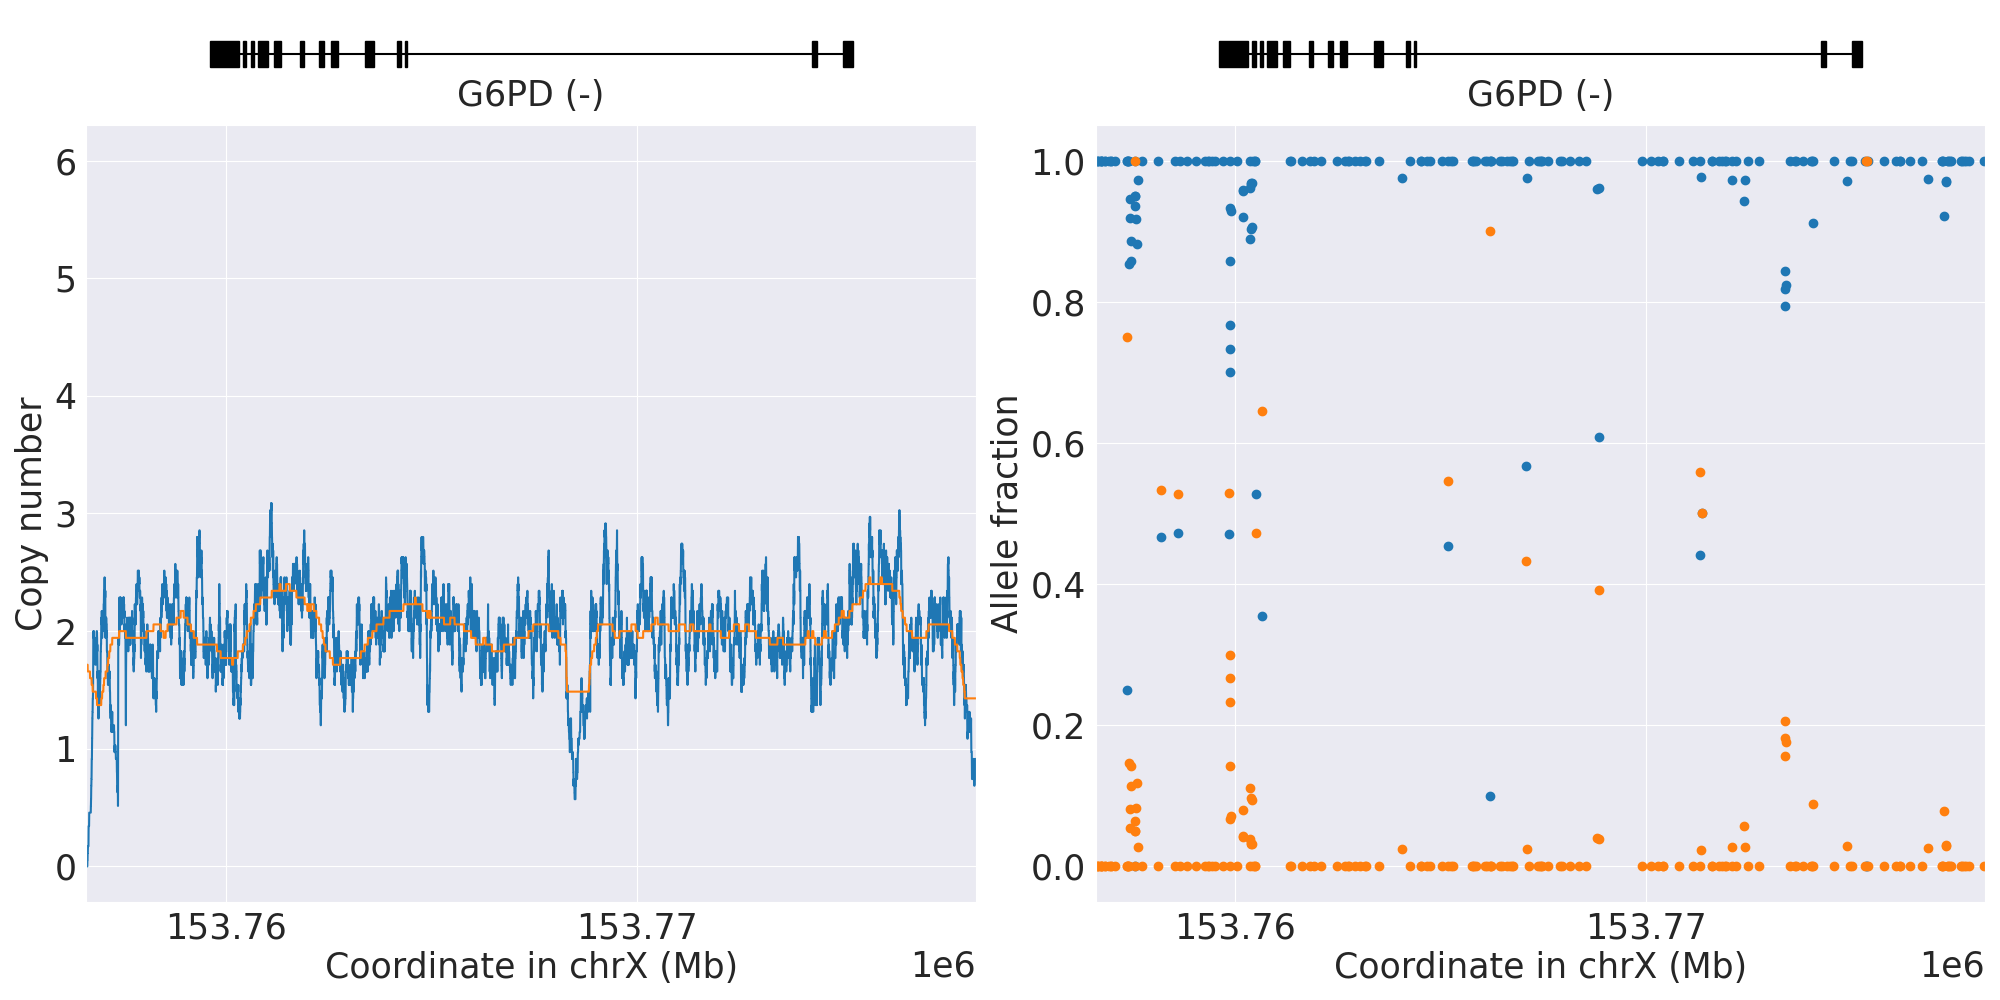 G6PD (-)
6
5
4
3
2
1
0
Copy number
153.76
153.77
Coordinate in chrX (Mb)
1e6
G6PD (-)
1.0
0.8
0.6
0.4
0.2
0.0
Allele fraction
153.76
153.77
Coordinate in chrX (Mb)
1e6